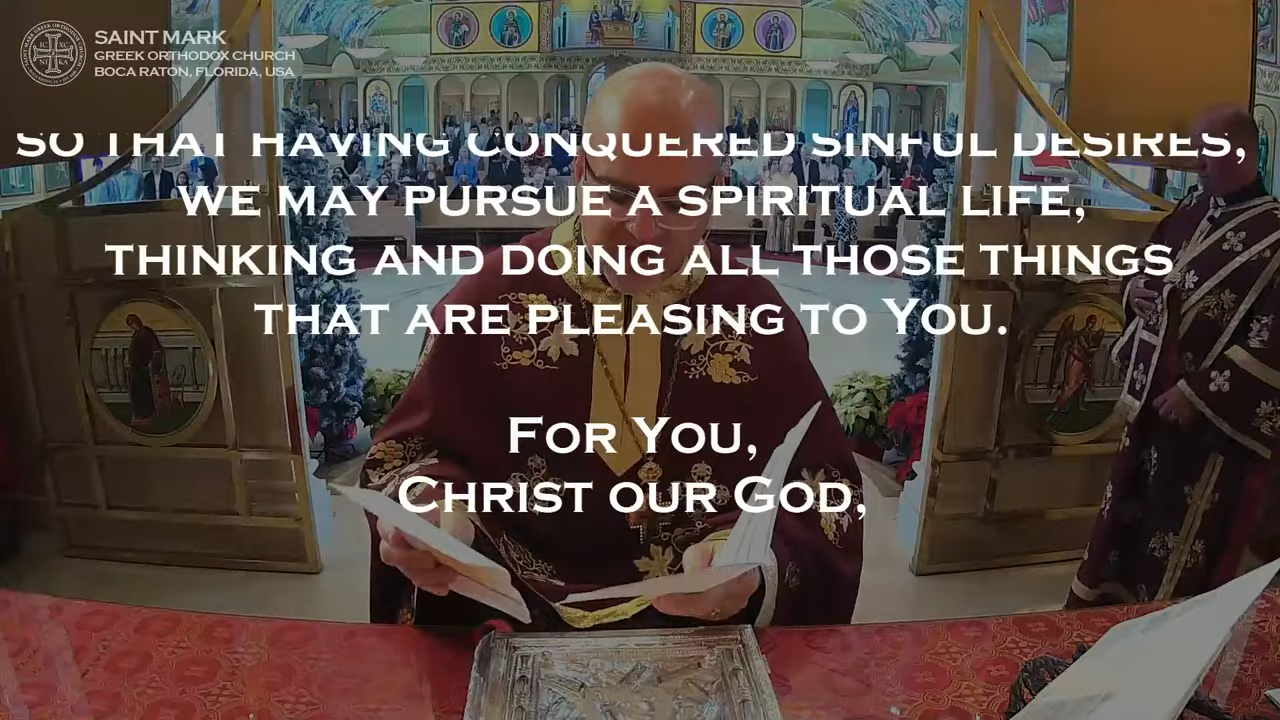 SAINT MARK
GREEK ORTHODOX CHURCH
BOCA RATON, FLORIDA, USA
SO THAT HAVING CONQUERED SINFUL DESIRES,
WE MAY PURSUE A SPIRITUAL LIFE,
THINKING AND DOING ALL THOSE THINGS
THAT ARE PLEASING TO YOU.
FOR YOU,
CHRIST OUR GOD,